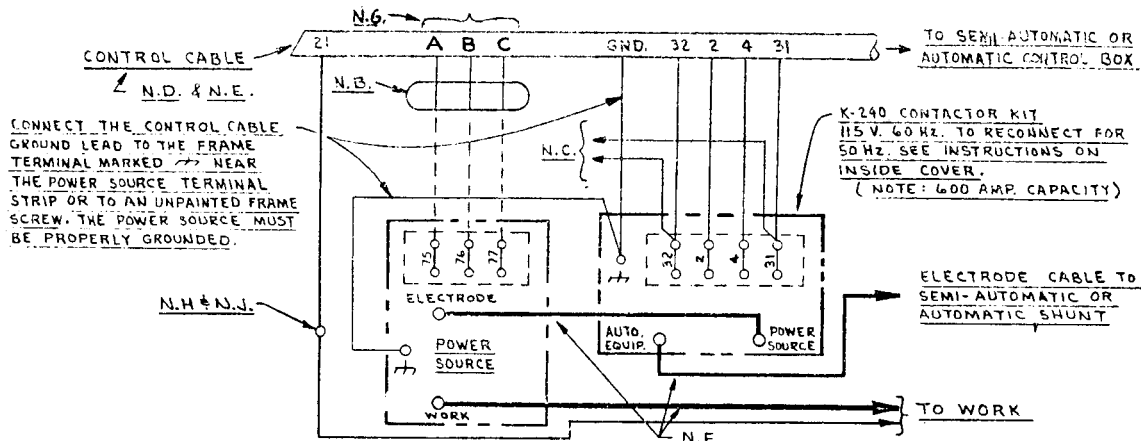 N.G.
21 A B C GND. 32 2 4 31
TO SEMI-AUTOMATIC OR
AUTOMATIC CONTROL BOX
CONTROL CABLE
N.D. & N.E.
N.B.
CONNECT THE CONTROL CABLE
GROUND LEAD TO THE FRAME
TERMINAL MARKED NEAR
THE POWER SOURCE TERMINAL
STRIP OR TO AN UNPAINTED FRAME
SCREW. THE POWER SOURCE MUST
BE PROPERLY GROUNDED.
N.C.
K-240 CONTACTOR KIT
115 V. 60 HZ. TO RECONNECT FOR
50 HZ. SEE INSTRUCTIONS ON
INSIDE COVER.
(NOTE: 600 AMP. CAPACITY)
75 76 77
32 2 4 31
ELECTRODE
N.H & N.J.
POWER
SOURCE
WORK
AUTO.
EQUIP.
POWER
SOURCE
ELECTRODE CABLE TO
SEMI-AUTOMATIC OR
AUTOMATIC SHUNT
TO WORK